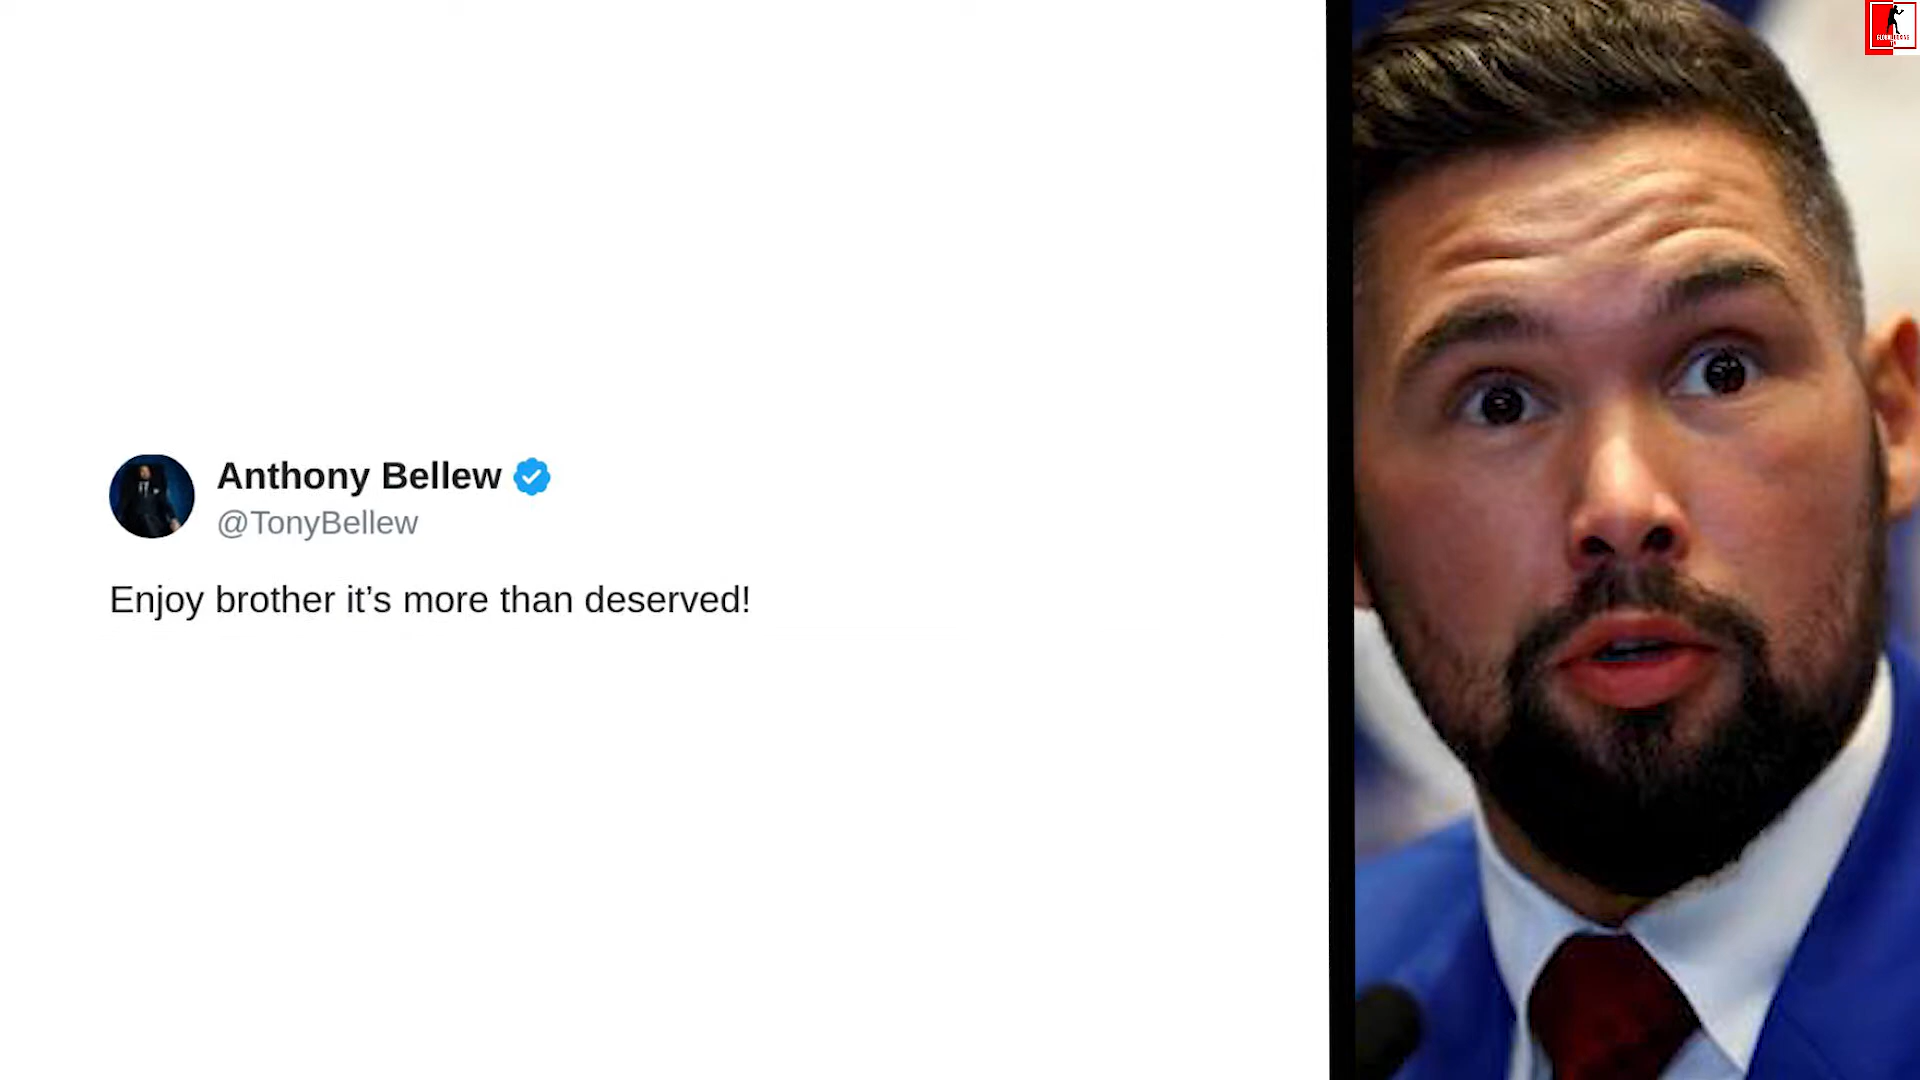 Anthony Bellew
@TonyBellew
Enjoy brother it’s more than deserved!